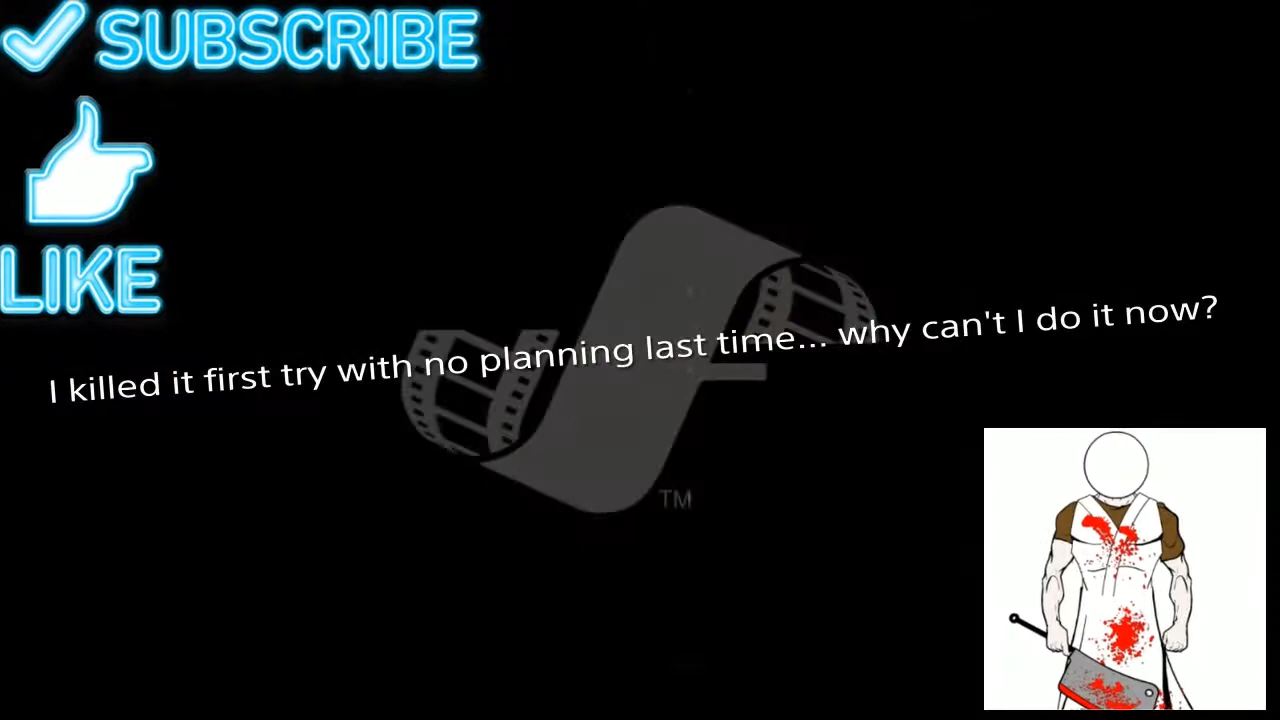 SUBSCRIBE
LIKE
I killed it first try with no planning last time... why can't I do it now?
TM